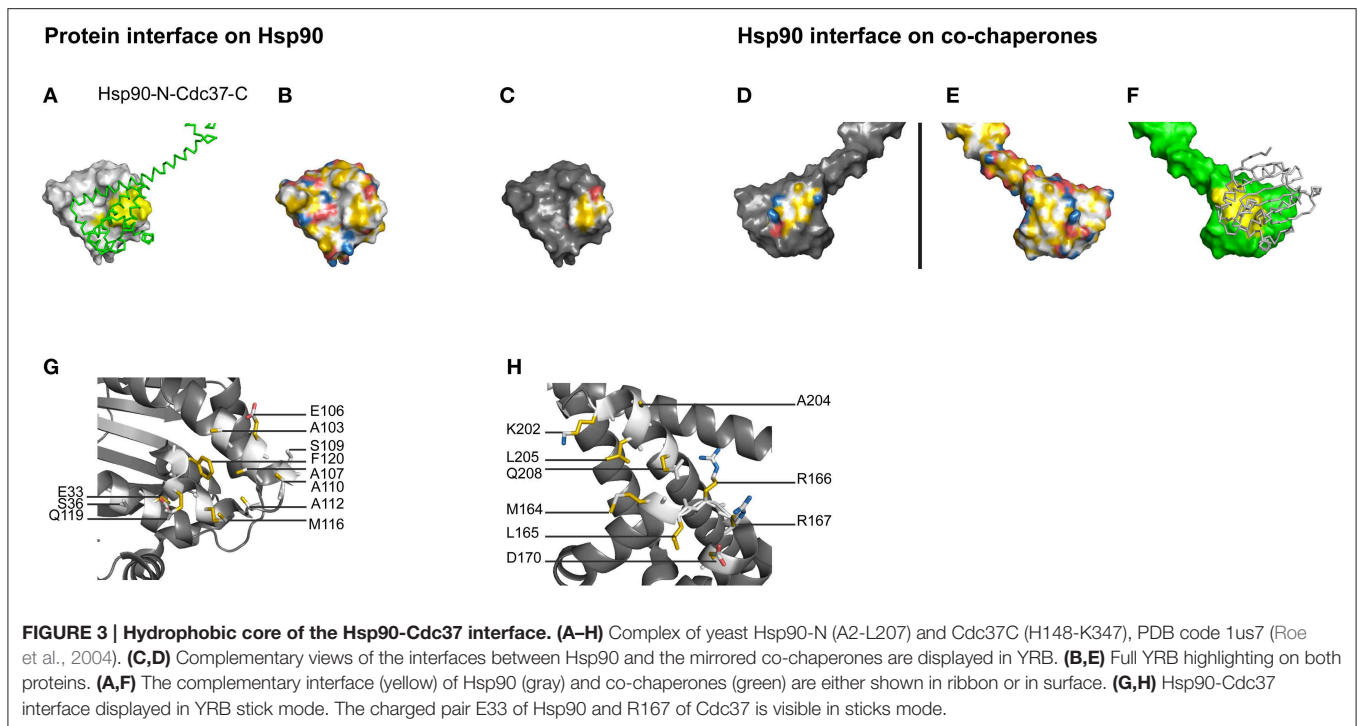 Protein interface on Hsp90
Hsp90 interface on co-chaperones
A
Hsp90-N-Cdc37-C
B
C
D
E
F
G
E106
A103
S109
F120
A107
A110
E33
S36
A112
Q119
M116
H
A204
K202
L205
Q208
R166
M164
R167
L165
D170
FIGURE 3 | Hydrophobic core of the Hsp90-Cdc37 interface. (A–H) Complex of yeast Hsp90-N (A2-L207) and Cdc37C (H148-K347), PDB code 1us7 (Roe
et al., 2004). (C,D) Complementary views of the interfaces between Hsp90 and the mirrored co-chaperones are displayed in YRB. (B,E) Full YRB highlighting on both
proteins. (A,F) The complementary interface (yellow) of Hsp90 (gray) and co-chaperones (green) are either shown in ribbon or in surface. (G,H) Hsp90-Cdc37
interface displayed in YRB stick mode. The charged pair E33 of Hsp90 and R167 of Cdc37 is visible in sticks mode.